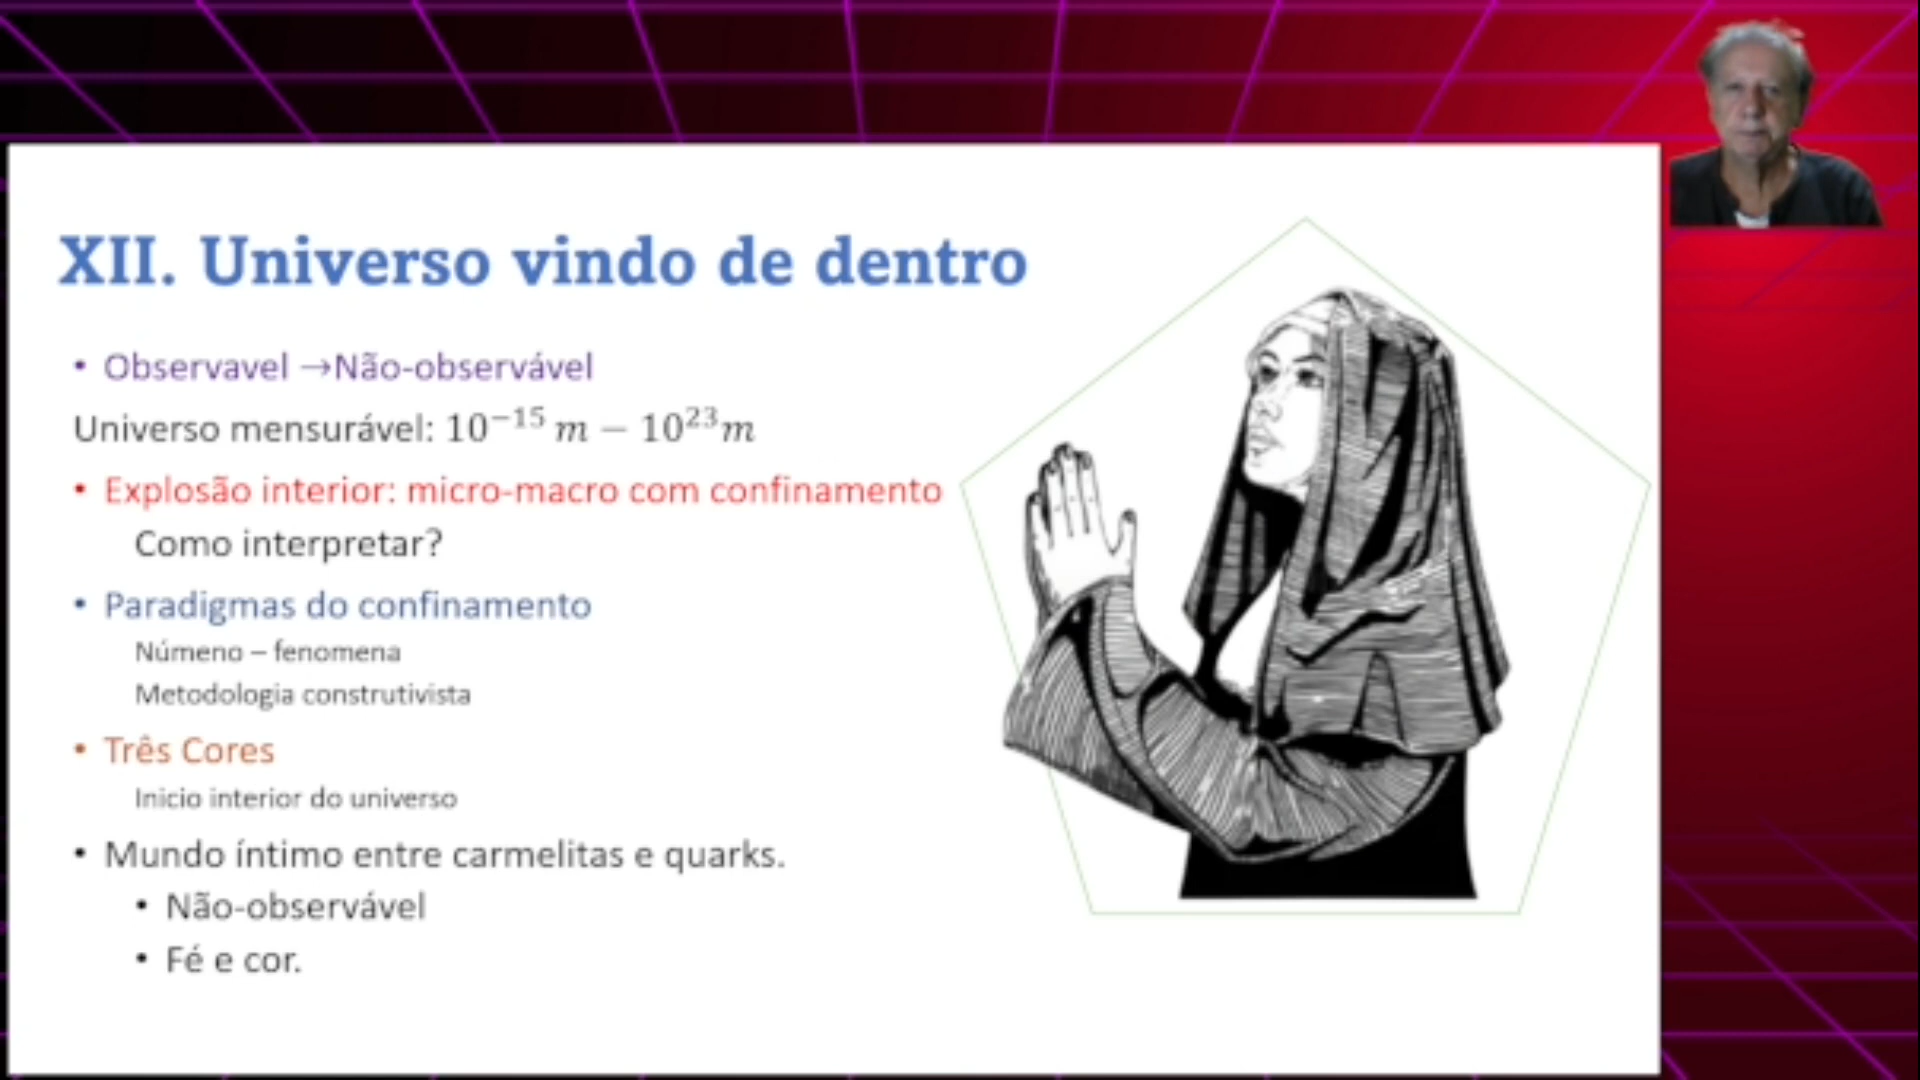 XII. Universo vindo de dentro
• Observavel →Não-observável
Universo mensurável: 10⁻¹⁵ m − 10²³m
• Explosão interior: micro-macro com confinamento
Como interpretar?
• Paradigmas do confinamento
Númeno – fenomena
Metodologia construtivista
• Três Cores
Inicio interior do universo
• Mundo íntimo entre carmelitas e quarks.
• Não-observável
• Fé e cor.